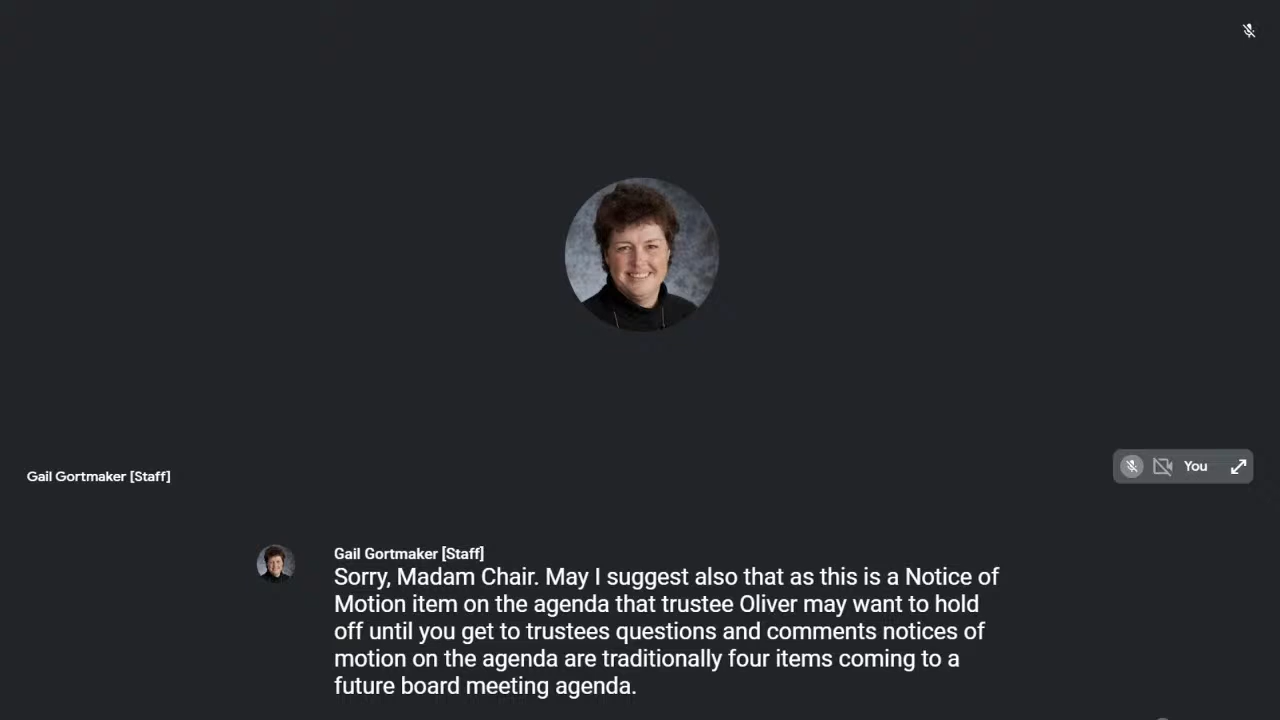 Gail Gortmaker [Staff]
You
Gail Gortmaker [Staff]
Sorry, Madam Chair. May I suggest also that as this is a Notice of
Motion item on the agenda that trustee Oliver may want to hold
off until you get to trustees questions and comments notices of
motion on the agenda are traditionally four items coming to a
future board meeting agenda.